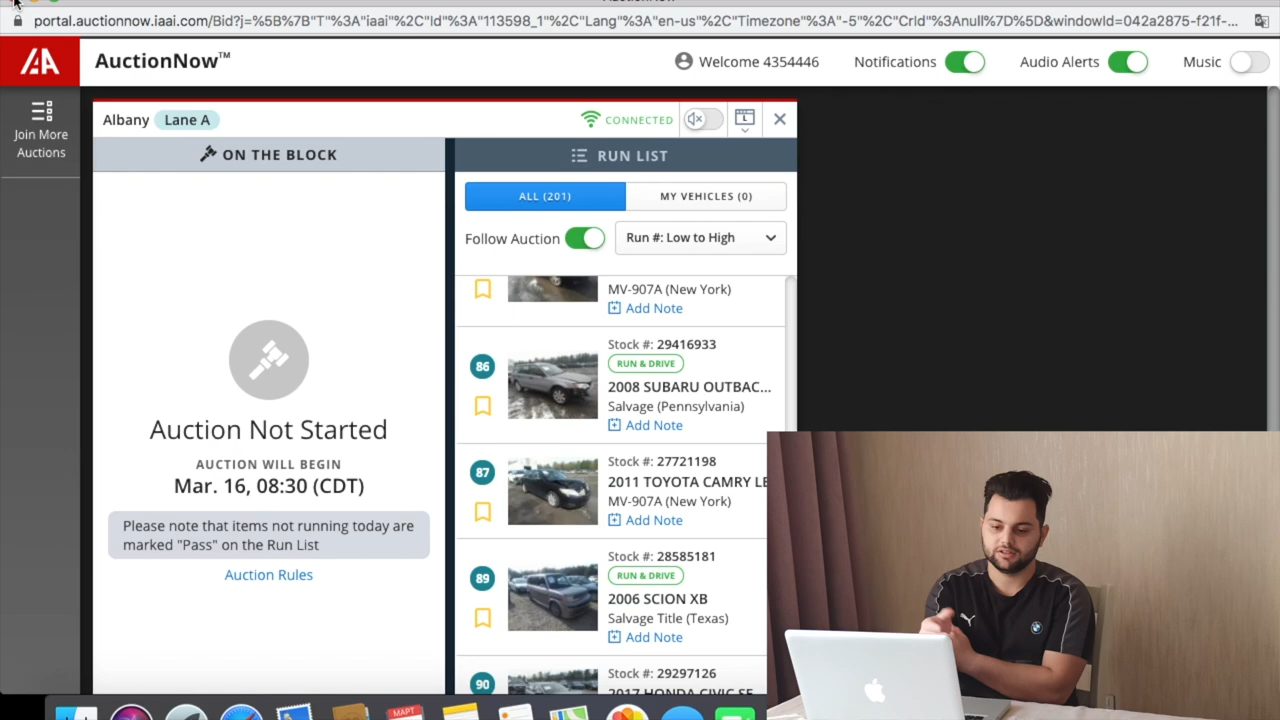 portal.auctionnow.iaai.com/Bid?j=%5B%7B"T"%3A"iaai"%2C"Id"%3A"113598_1"%2C"Lang"%3A"en-us"%2C"Timezone"%3A"-5"%2C"CrId"%3Anull%7D%5D&windowId=042a2875-f21f-...
AuctionNow™
Welcome 4354446
Notifications
Audio Alerts
Music
Join More
Auctions
Albany Lane A
CONNECTED
ON THE BLOCK
RUN LIST
ALL (201)
MY VEHICLES (0)
Follow Auction
Run #: Low to High
MV-907A (New York)
Add Note
86
Stock #: 29416933
RUN & DRIVE
2008 SUBARU OUTBAC...
Salvage (Pennsylvania)
Add Note
87
Stock #: 27721198
2011 TOYOTA CAMRY LE
MV-907A (New York)
Add Note
89
Stock #: 28585181
RUN & DRIVE
2006 SCION XB
Salvage Title (Texas)
Add Note
90
Stock #: 29297126
2017 HONDA CIVIC SE
Auction Not Started
AUCTION WILL BEGIN
Mar. 16, 08:30 (CDT)
Please note that items not running today are
marked "Pass" on the Run List
Auction Rules
МАРТ